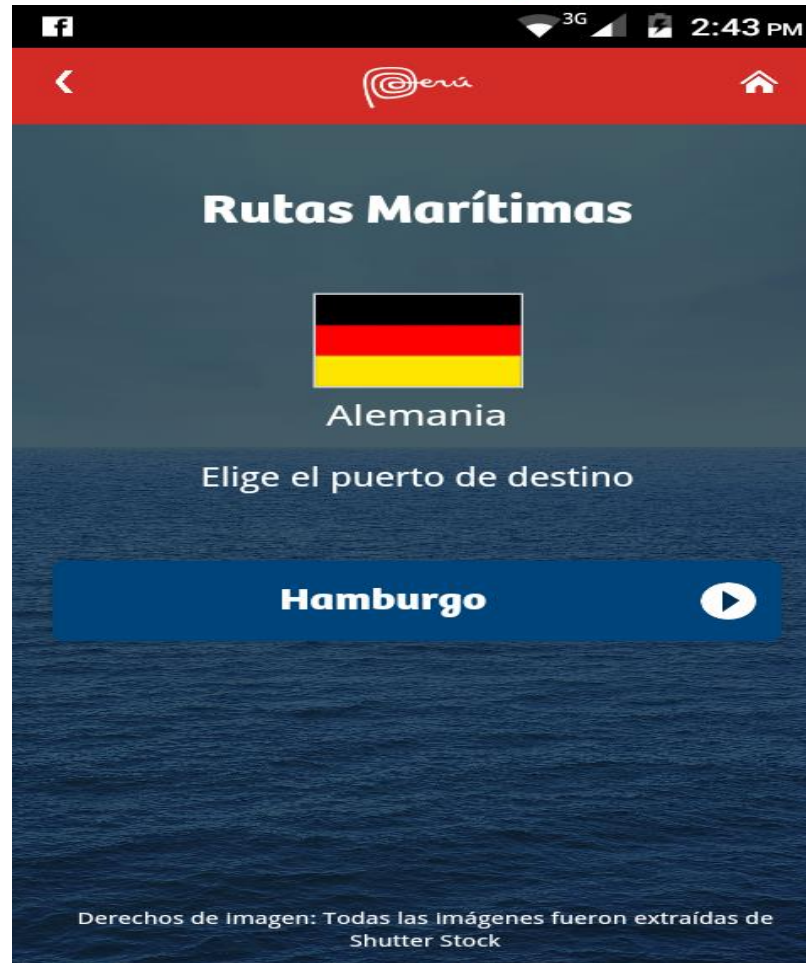 3G 2:43 PM
Perú
Rutas Marítimas
Alemania
Elige el puerto de destino
Hamburgo
Derechos de Imagen: Todas las Imágenes fueron extraídas de
Shutter Stock